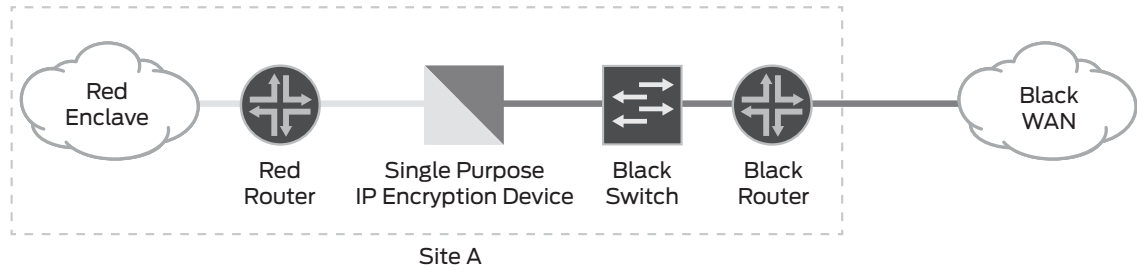 Red
Enclave
Red
Router
Single Purpose
IP Encryption Device
Black
Switch
Black
Router
Black
WAN
Site A